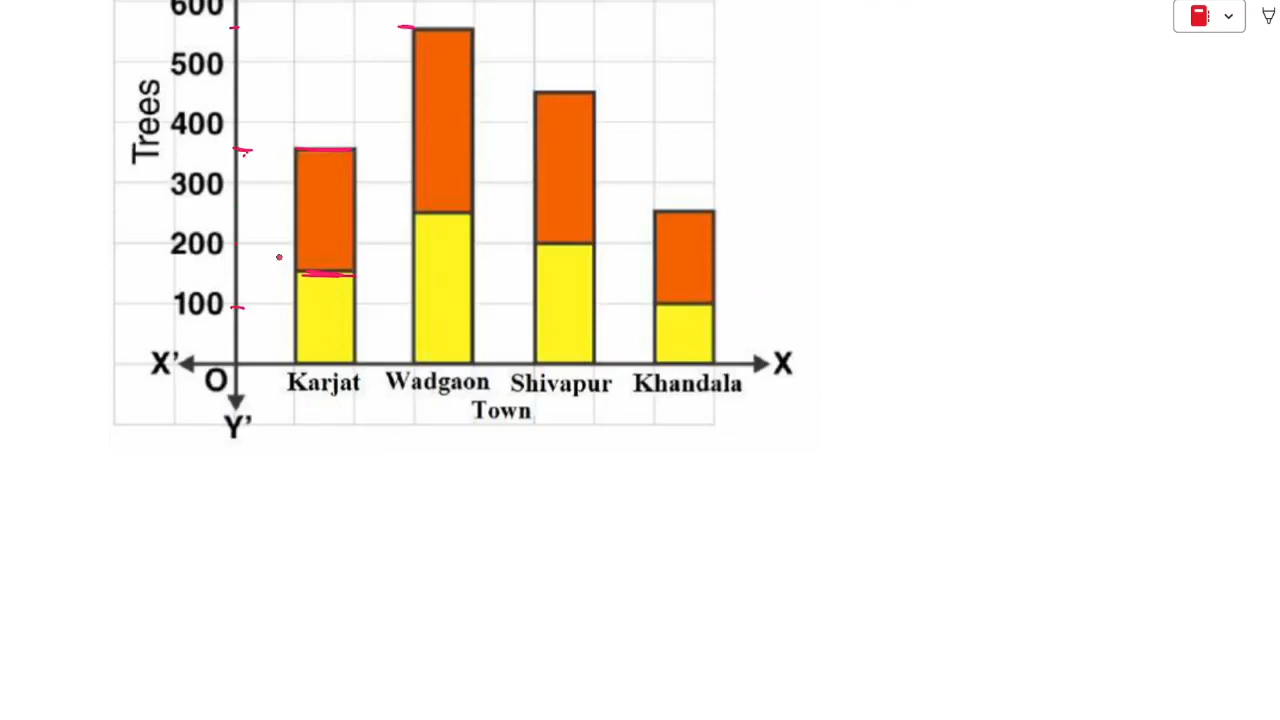 600
500
Trees
400
300
200
100
X’
X
O
Karjat Wadgaon Shivapur Khandala
Town
Y’